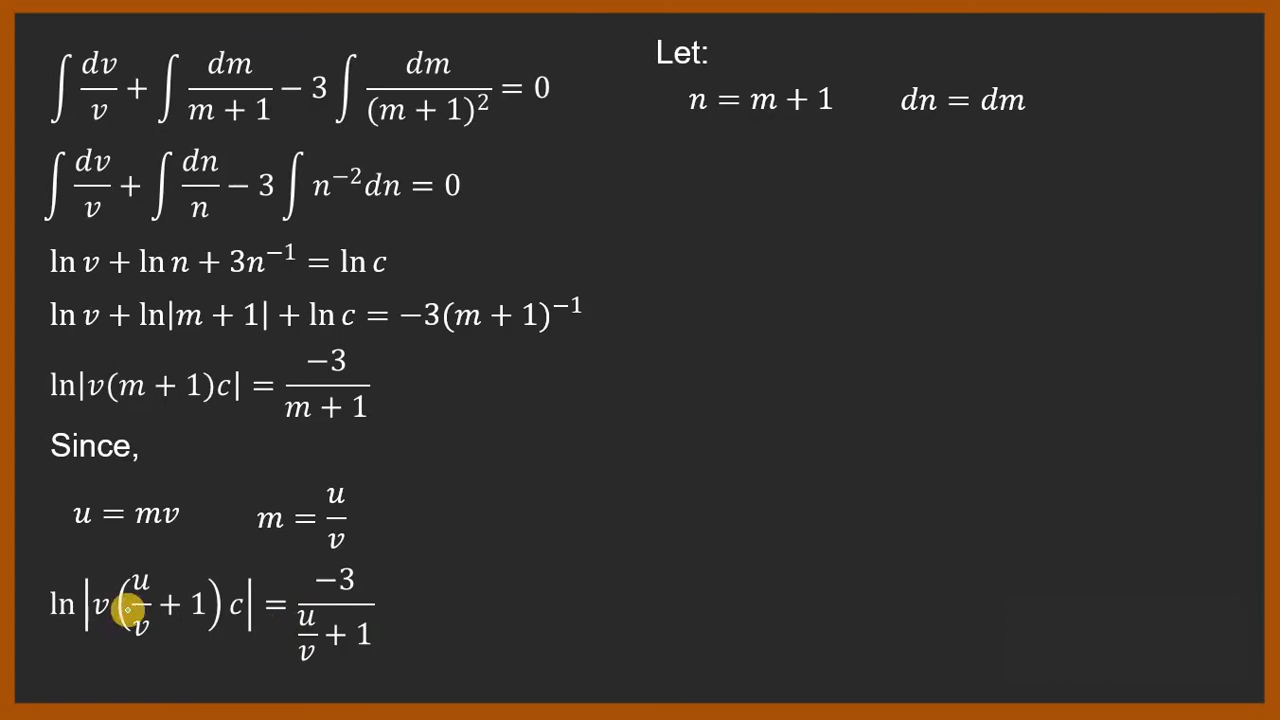 ∫ dv/v + ∫ dm/(m + 1) − 3 ∫ dm/(m + 1)² = 0
Let:
n = m + 1 dn = dm
∫ dv/v + ∫ dn/n − 3 ∫ n⁻² dn = 0
ln v + ln n + 3n⁻¹ = ln c
ln v + ln|m + 1| + ln c = −3(m + 1)⁻¹
ln|v(m + 1)c| = −3/(m + 1)
Since,
u = mv m = u/v
ln|v(u/v + 1)c| = −3/(u/v + 1)